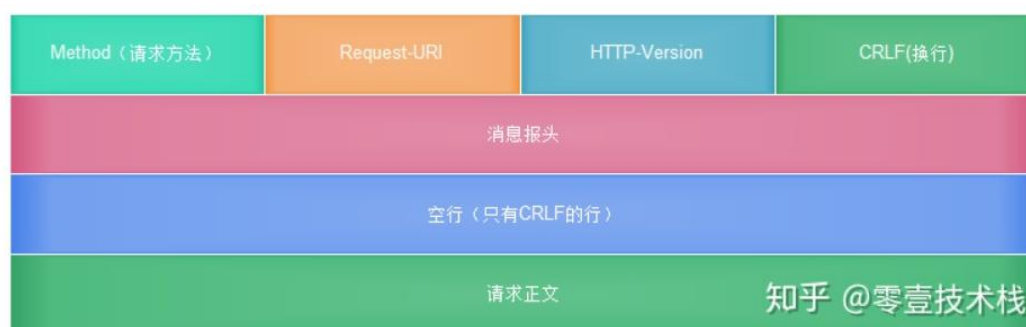 Method（请求方法） Request-URI HTTP-Version CRLF(换行)
消息报头
空行（只有CRLF的行）
请求正文
知乎 @零壹技术栈